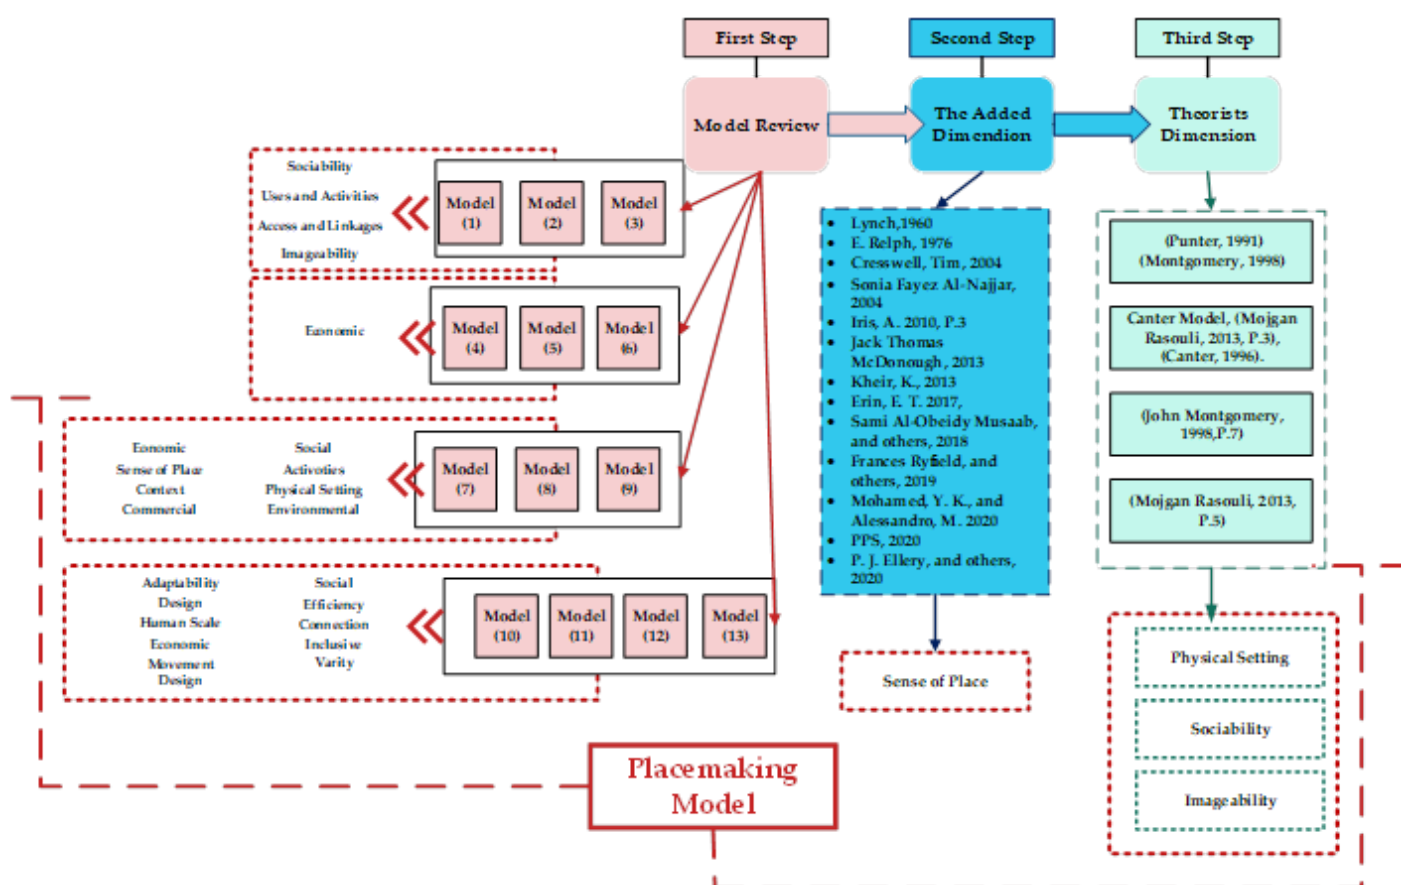 First Step
Second Step
Third Step
Model Review
The Added
Dimendion
Theorists
Dimension
Sociability
Uses and Activities
Access and Linkages
Imageability
Model
(1)
Model
(2)
Model
(3)
Economic
Model
(4)
Model
(5)
Model
(6)
Eonomic
Sense of Place
Context
Commercial
Social
Activoties
Physical Setting
Environmental
Model
(7)
Model
(8)
Model
(9)
Adaptability
Design
Human Scale
Economic
Movement
Design
Social
Efficiency
Connection
Inclusive
Varity
Model
(10)
Model
(11)
Model
(12)
Model
(13)
• Lynch,1960
• E. Relph, 1976
• Cresswell, Tim, 2004
• Sonia Fayez Al-Najjar,
2004
• Iris, A. 2010, P.3
• Jack Thomas
McDonough, 2013
• Kheir, K., 2013
• Erin, E. T. 2017,
• Sami Al-Obeidy Musaab,
and others, 2018
• Frances Ryfield, and
others, 2019
• Mohamed, Y. K., and
Alessandro, M. 2020
• PPS, 2020
• P. J. Ellery, and others,
2020
Sense of Place
(Punter, 1991)
(Montgomery, 1998)
Canter Model, (Mojgan
Rasouli, 2013, P.3),
(Canter, 1996).
(John Montgomery,
1998,P.7)
(Mojgan Rasouli, 2013,
P.5)
Physical Setting
Sociability
Imageability
Placemaking
Model